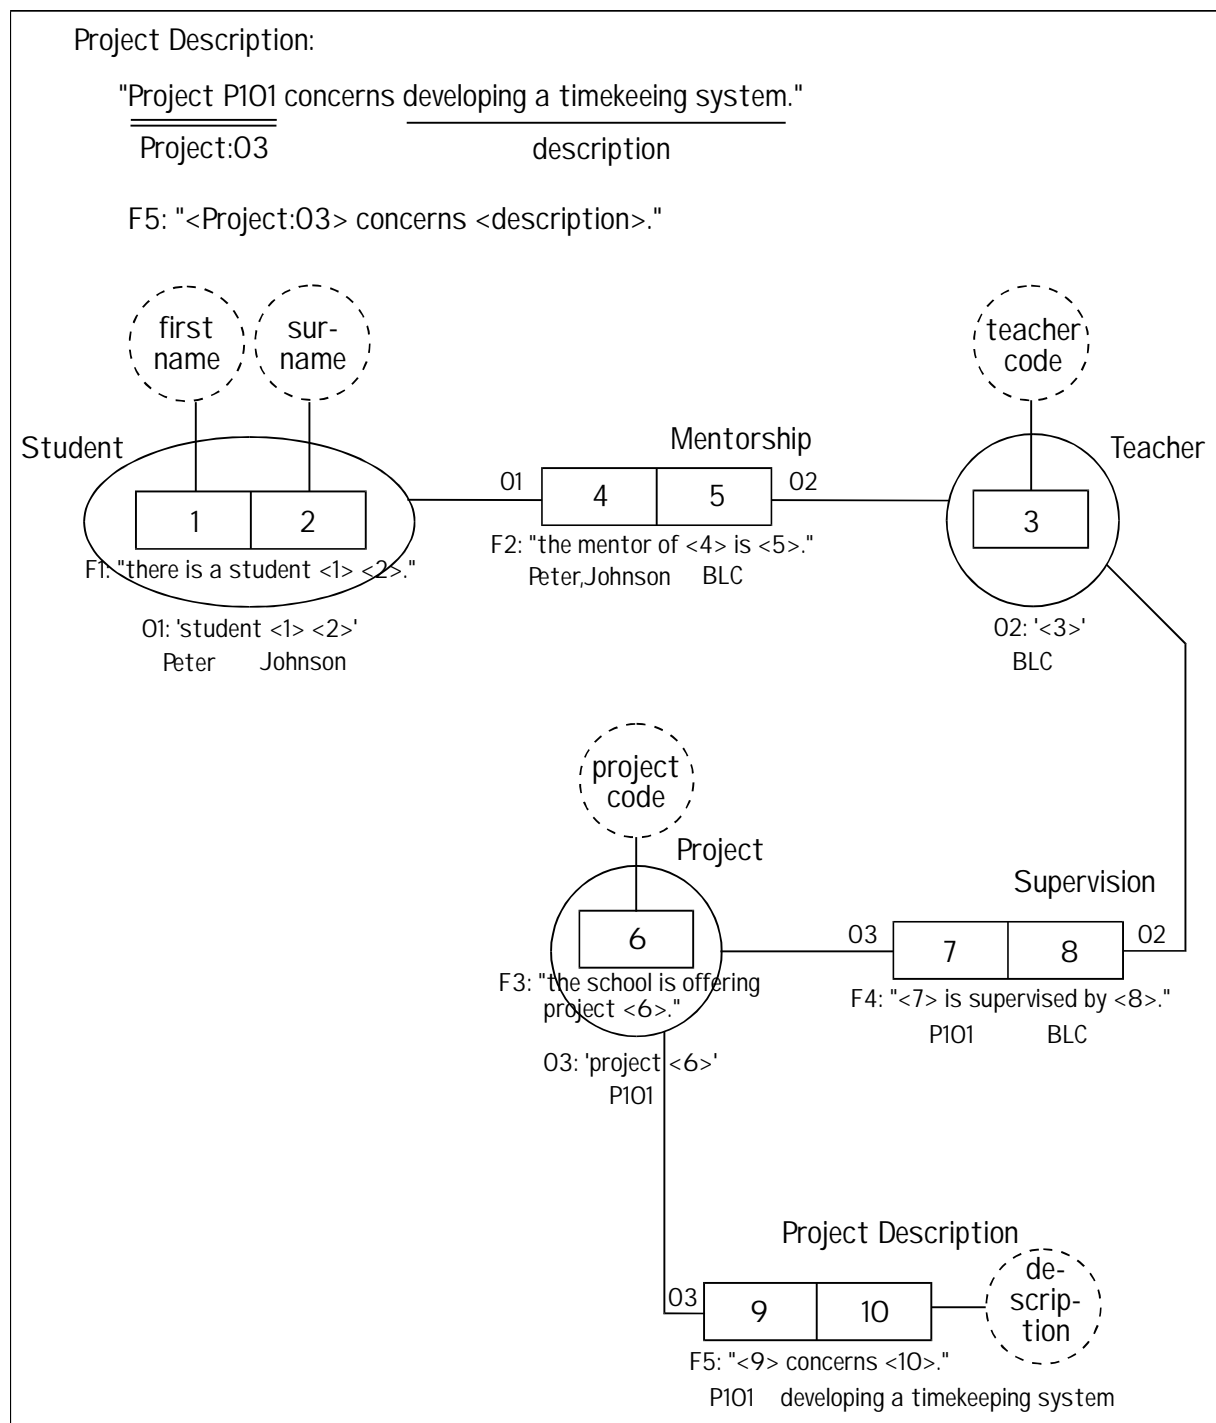 Project Description:
"Project P101 concerns developing a timekeeing system."
Project:O3 description
F5: "<Project:O3> concerns <description>."
first
name
sur-
name
teacher
code
Student
Mentorship
Teacher
1 2
O1 4 5 O2
3
F1: "there is a student <1> <2>."
F2: "the mentor of <4> is <5>."
Peter,Johnson BLC
O1: 'student <1> <2>'
Peter Johnson
O2: '<3>'
BLC
project
code
Project
Supervision
6
O3 7 8 O2
F3: "the school is offering
project <6>."
F4: "<7> is supervised by <8>."
P101 BLC
O3: 'project <6>'
P101
Project Description
de-
scrip-
tion
O3 9 10
F5: "<9> concerns <10>."
P101 developing a timekeeping system